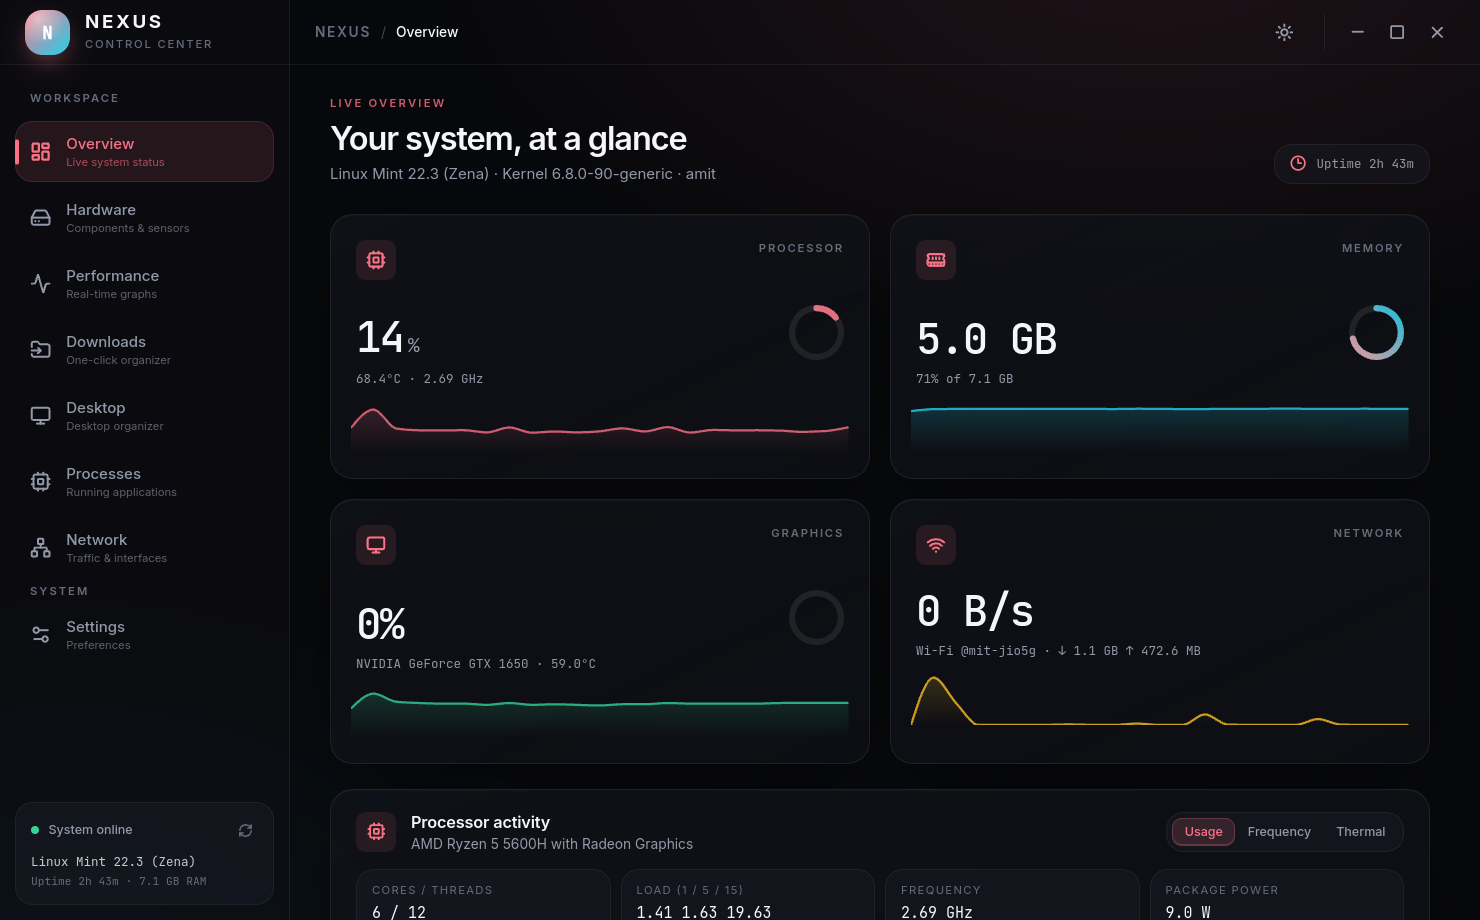 N
NEXUS
CONTROL CENTER
NEXUS / Overview
WORKSPACE
Overview
Live system status
Hardware
Components & sensors
Performance
Real-time graphs
Downloads
One-click organizer
Desktop
Desktop organizer
Processes
Running applications
Network
Traffic & interfaces
SYSTEM
Settings
Preferences
System online
Linux Mint 22.3 (Zena)
Uptime 2h 43m · 7.1 GB RAM
LIVE OVERVIEW
Your system, at a glance
Linux Mint 22.3 (Zena) · Kernel 6.8.0-90-generic · amit
Uptime 2h 43m
PROCESSOR
14%
68.4°C · 2.69 GHz
MEMORY
5.0 GB
71% of 7.1 GB
GRAPHICS
0%
NVIDIA GeForce GTX 1650 · 59.0°C
NETWORK
0 B/s
Wi-Fi @mit-jio5g · ↓ 1.1 GB ↑ 472.6 MB
Processor activity
AMD Ryzen 5 5600H with Radeon Graphics
Usage Frequency Thermal
CORES / THREADS
6 / 12
LOAD (1 / 5 / 15)
1.41 1.63 19.63
FREQUENCY
2.69 GHz
PACKAGE POWER
9.0 W